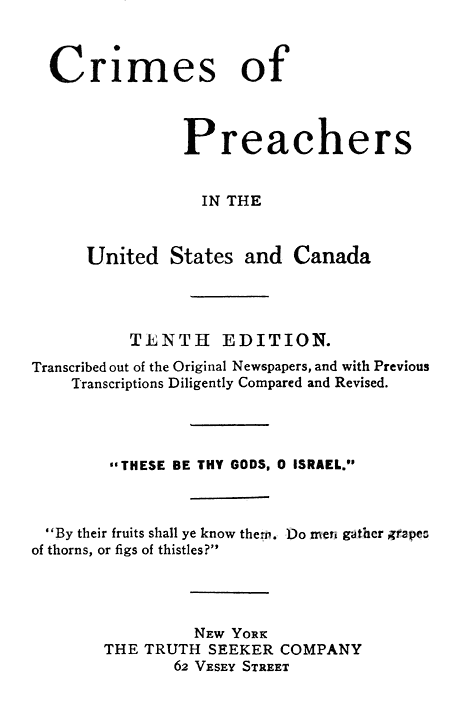 Crimes of
Preachers
IN THE
United States and Canada
TENTH EDITION.
Transcribed out of the Original Newspapers, and with Previous
Transcriptions Diligently Compared and Revised.
"THESE BE THY GODS, O ISRAEL."
"By their fruits shall ye know them. Do men gather grapes
of thorns, or figs of thistles?"
NEW YORK
THE TRUTH SEEKER COMPANY
62 VESEY STREET